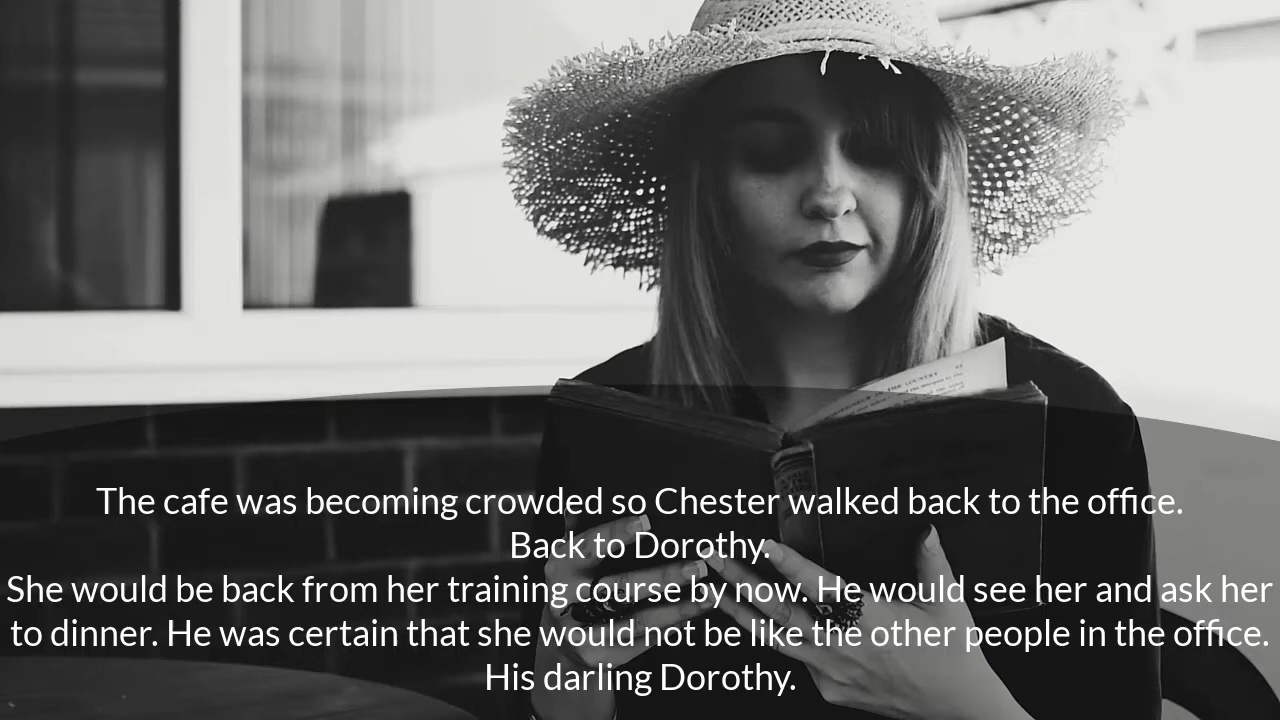 The cafe was becoming crowded so Chester walked back to the office.
Back to Dorothy.
She would be back from her training course by now. He would see her and ask her
to dinner. He was certain that she would not be like the other people in the office.
His darling Dorothy.